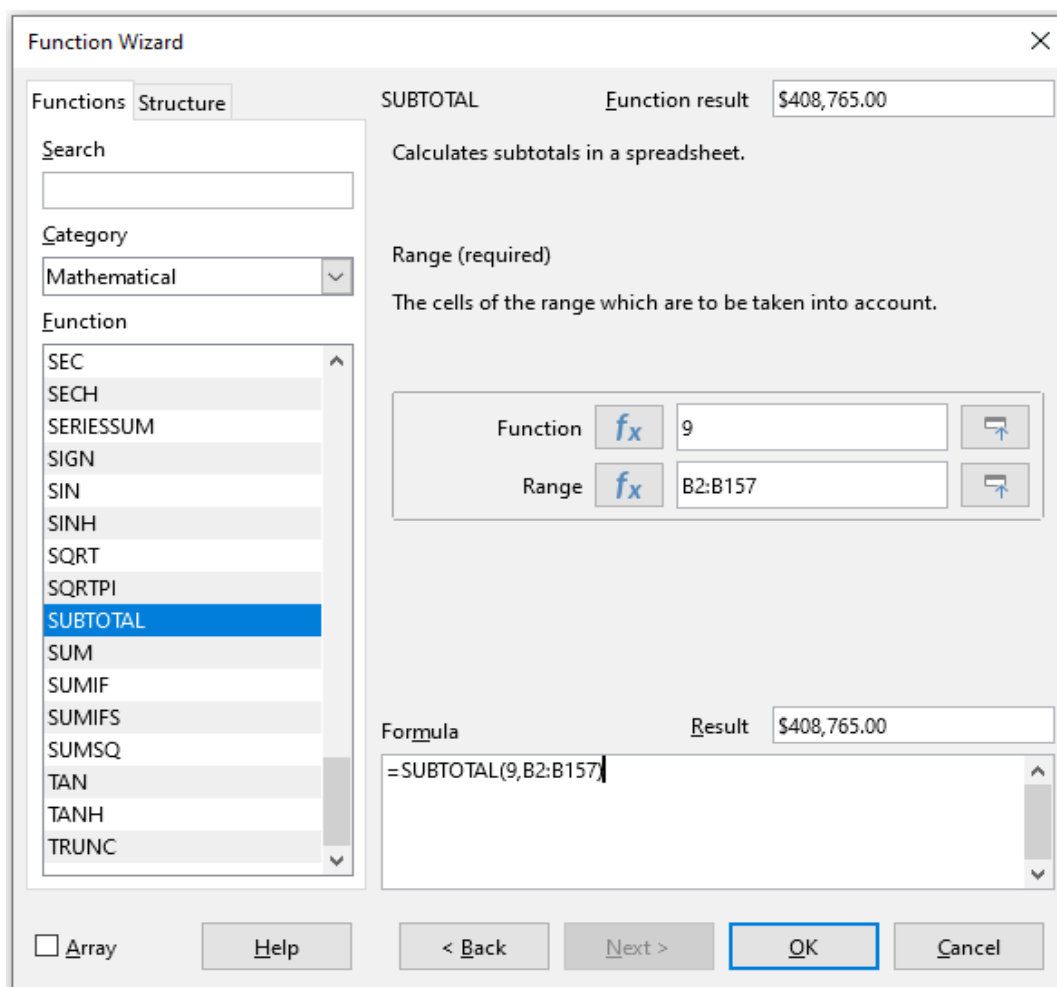 Function Wizard
Functions Structure
Search
Category
Mathematical
Function
SEC
SECH
SERIESSUM
SIGN
SIN
SINH
SQRT
SQRTPI
SUBTOTAL
SUM
SUMIF
SUMIFS
SUMSQ
TAN
TANH
TRUNC
SUBTOTAL Function result $408,765.00
Calculates subtotals in a spreadsheet.
Range (required)
The cells of the range which are to be taken into account.
Function fx 9
Range fx B2:B157
Formula Result $408,765.00
=SUBTOTAL(9,B2:B157)
Array Help < Back Next > OK Cancel